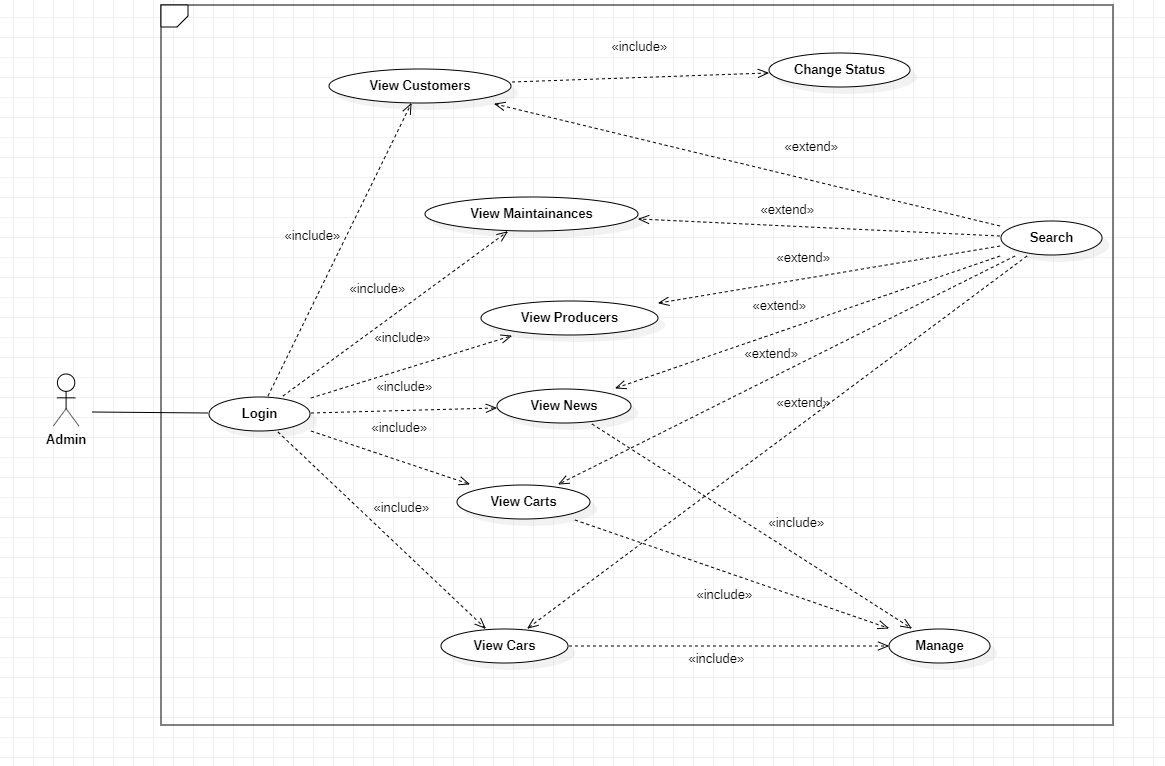 «include»
Change Status
View Customers
«extend»
«extend»
View Maintainances
«include»
Search
«extend»
«include»
«extend»
View Producers
«include»
«extend»
«include»
«extend»
View News
Login
«include»
Admin
View Carts
«include»
«include»
«include»
View Cars
Manage
«include»